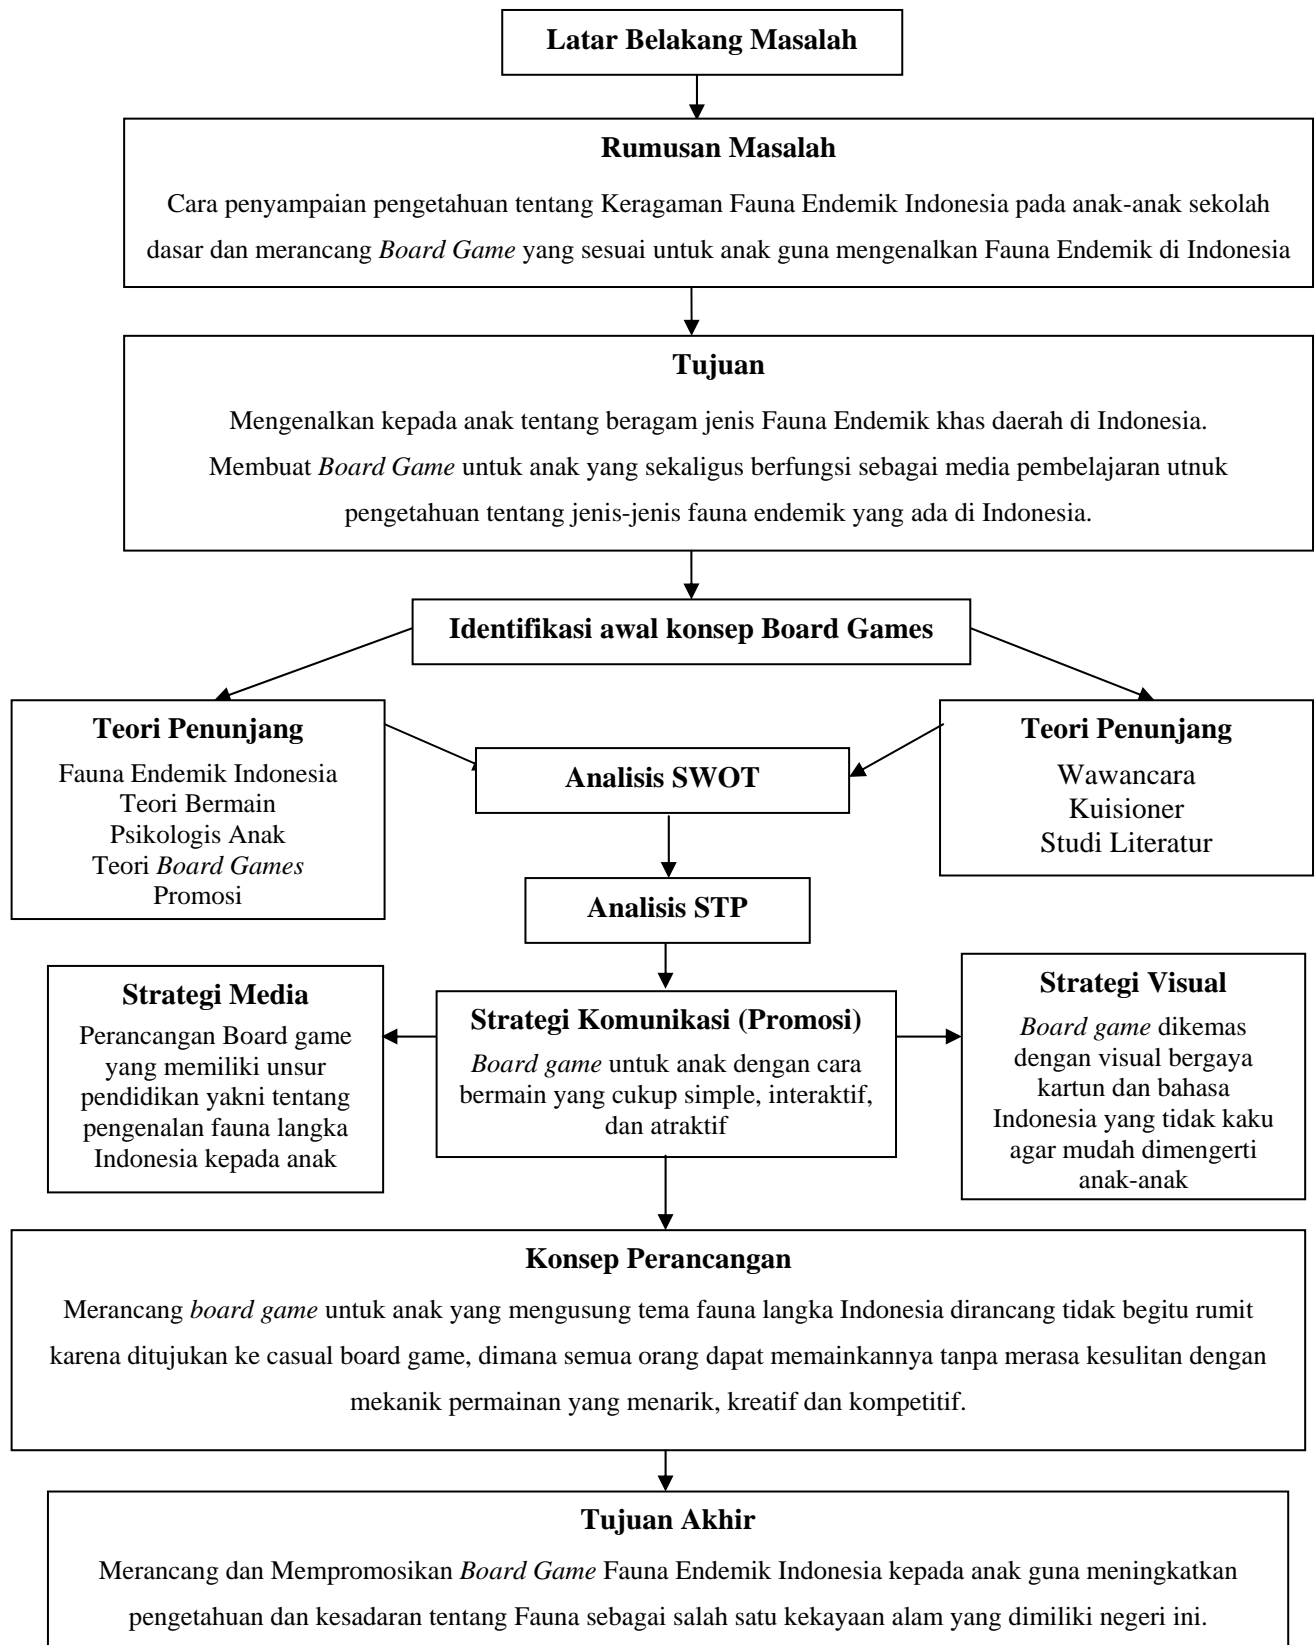 Latar Belakang Masalah
Rumusan Masalah
Cara penyampaian pengetahuan tentang Keragaman Fauna Endemik Indonesia pada anak-anak sekolah
dasar dan merancang Board Game yang sesuai untuk anak guna mengenalkan Fauna Endemik di Indonesia
Tujuan
Mengenalkan kepada anak tentang beragam jenis Fauna Endemik khas daerah di Indonesia.
Membuat Board Game untuk anak yang sekaligus berfungsi sebagai media pembelajaran utnuk
pengetahuan tentang jenis-jenis fauna endemik yang ada di Indonesia.
Identifikasi awal konsep Board Games
Teori Penunjang
Fauna Endemik Indonesia
Teori Bermain
Psikologis Anak
Teori Board Games
Promosi
Analisis SWOT
Teori Penunjang
Wawancara
Kuisioner
Studi Literatur
Analisis STP
Strategi Media
Perancangan Board game
yang memiliki unsur
pendidikan yakni tentang
pengenalan fauna langka
Indonesia kepada anak
Strategi Komunikasi (Promosi)
Board game untuk anak dengan cara
bermain yang cukup simple, interaktif,
dan atraktif
Strategi Visual
Board game dikemas
dengan visual bergaya
kartun dan bahasa
Indonesia yang tidak kaku
agar mudah dimengerti
anak-anak
Konsep Perancangan
Merancang board game untuk anak yang mengusung tema fauna langka Indonesia dirancang tidak begitu rumit
karena ditujukan ke casual board game, dimana semua orang dapat memainkannya tanpa merasa kesulitan dengan
mekanik permainan yang menarik, kreatif dan kompetitif.
Tujuan Akhir
Merancang dan Mempromosikan Board Game Fauna Endemik Indonesia kepada anak guna meningkatkan
pengetahuan dan kesadaran tentang Fauna sebagai salah satu kekayaan alam yang dimiliki negeri ini.